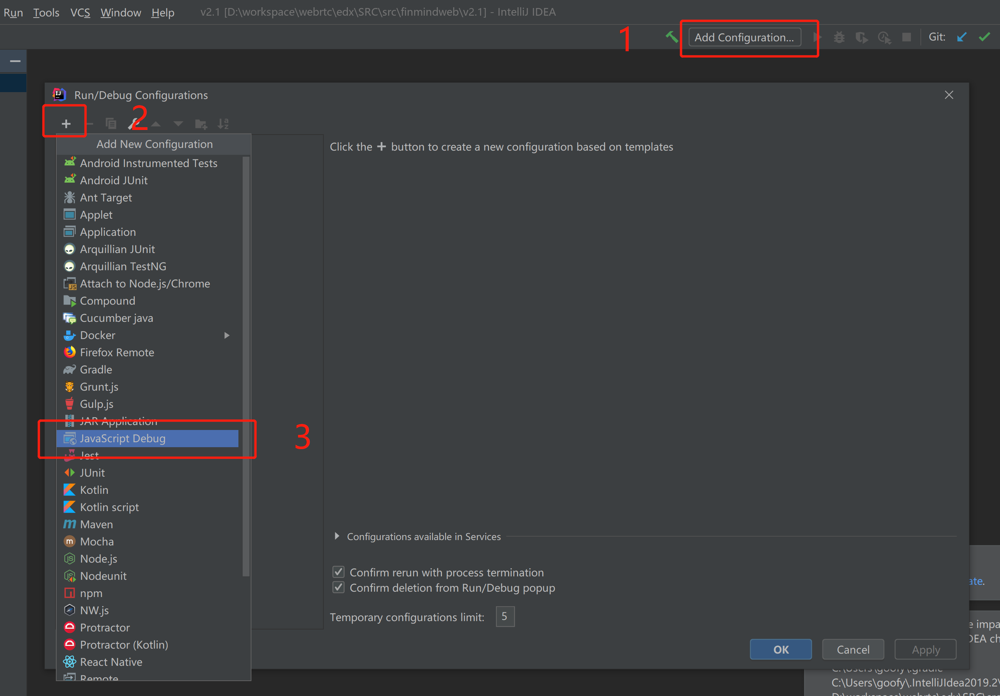 Run Tools VCS Window Help v2.1 [D:\workspace\webrtc\edx\SRC\src\finmindweb\v2.1] - IntelliJ IDEA
1 Add Configuration... Git:
Run/Debug Configurations
2
Add New Configuration
Click the + button to create a new configuration based on templates
Android Instrumented Tests
Android JUnit
Ant Target
Applet
Application
Arquillian JUnit
Arquillian TestNG
Attach to Node.js/Chrome
Compound
Cucumber java
Docker
Firefox Remote
Gradle
Grunt.js
Gulp.js
JAR Application
JavaScript Debug
3
Jest
JUnit
Kotlin
Kotlin script
Maven
Mocha
Node.js
Nodeunit
npm
NW.js
Protractor
Protractor (Kotlin)
React Native
Remote
Configurations available in Services
Confirm rerun with process termination
Confirm deletion from Run/Debug popup
Temporary configurations limit: 5
OK Cancel Apply
ate.
e impa
DEA ch
C:\Users\goofy\.gradle
C:\Users\goofy\.IntelliJIdea2019.2\